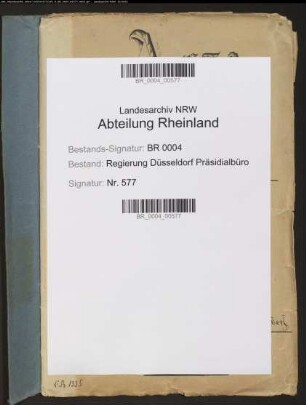 BR_0004_00577
Landesarchiv NRW
Abteilung Rheinland
Bestands-Signatur: BR 0004
Bestand: Regierung Düsseldorf Präsidialbüro
Signatur: Nr. 577
BR_0004_00577